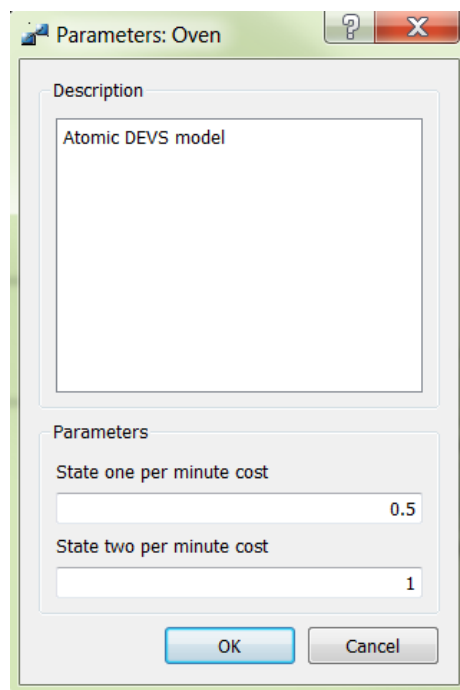 Parameters: Oven
Description
Atomic DEVS model
Parameters
State one per minute cost
0.5
State two per minute cost
1
OK Cancel